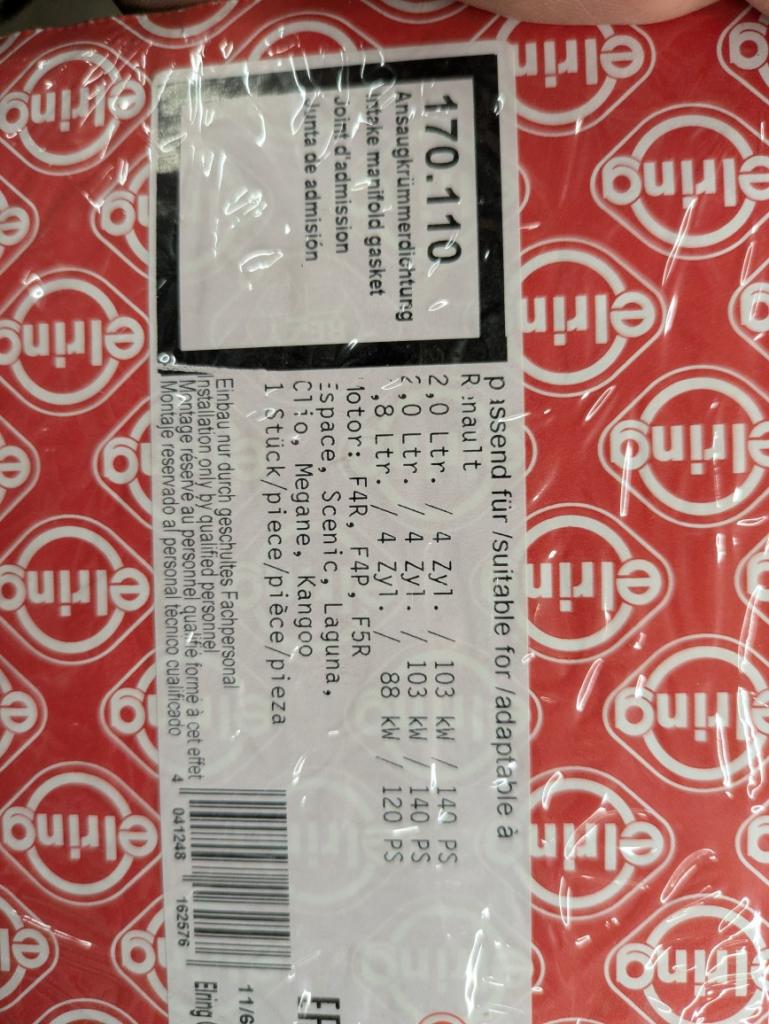 170.110
Ansaugkrümmerdichtung
Intake manifold gasket
Joint d'admission
Junta de admisión
passend für /suitable for /adaptable à
Renault
2,0 Ltr. / 4 Zyl. / 103 kW / 140 PS
2,0 Ltr. / 4 Zyl. / 103 kW / 140 PS
,8 Ltr. / 4 Zyl. / 88 kW / 120 PS
Motor: F4R, F4P, F5R
Espace, Scenic, Laguna,
Clio, Megane, Kangoo
1 Stück/piece/pièce/pieza
Einbau nur durch geschultes Fachpersonal
Installation only by qualified personnel
Montage réservé au personnel qualifié formé à cet effet
Montaje reservado al personal técnico cualificado
4 041248 162576
11/6
Elring
elring